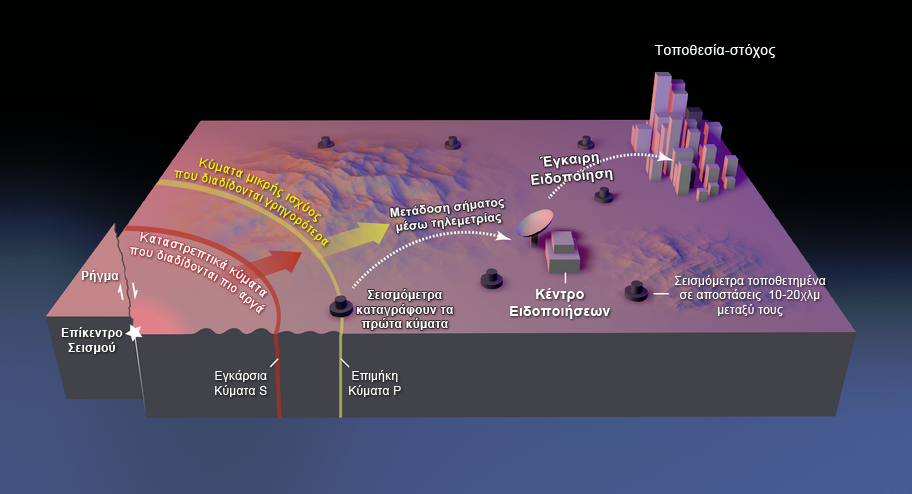 Τοποθεσία-στόχος
Έγκαιρη
Ειδοποίηση
Κύματα μικρής ισχύος
που διαδίδονται γρηγορότερα
Μετάδοση σήματος
μέσω τηλεμετρίας
Καταστρεπτικά κύματα
που διαδίδονται πιο αργά
Ρήγμα
Σεισμόμετρα
καταγράφουν τα
πρώτα κύματα
Κέντρο
Ειδοποιήσεων
Σεισμόμετρα τοποθετημένα
σε αποστάσεις 10-20χλμ
μεταξύ τους
Επίκεντρο
Σεισμού
Εγκάρσια
Κύματα S
Επιμήκη
Κύματα P